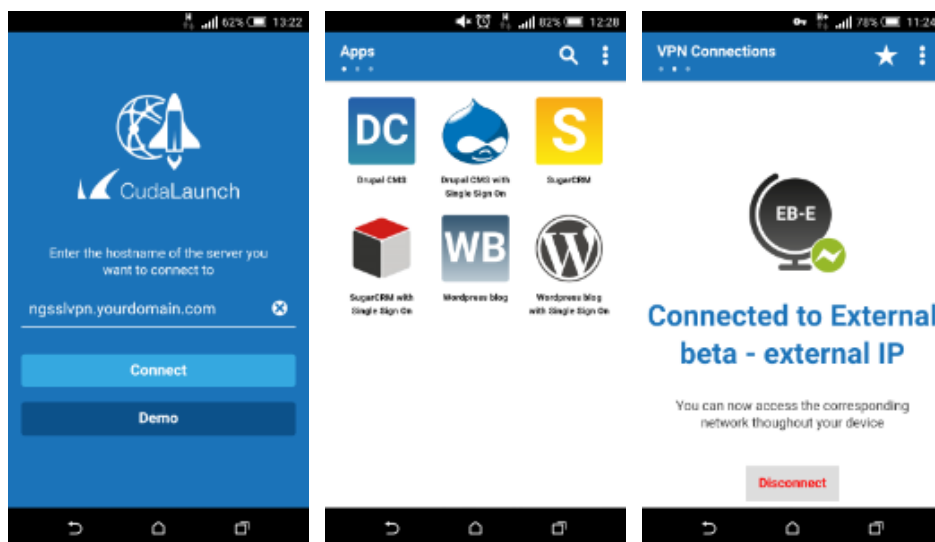 62% 13:22
CudaLaunch
Enter the hostname of the server you
want to connect to
ngsslvpn.yourdomain.com
Connect
Demo
82% 12:28
Apps
DC
Drupal CMS
Drupal CMS with
Single Sign On
S
SugarCRM
SugarCRM with
Single Sign On
WB
Wordpress blog
W
Wordpress blog
with Single Sign On
78% 11:24
VPN Connections
EB-E
Connected to External
beta - external IP
You can now access the corresponding
network thoughout your device
Disconnect